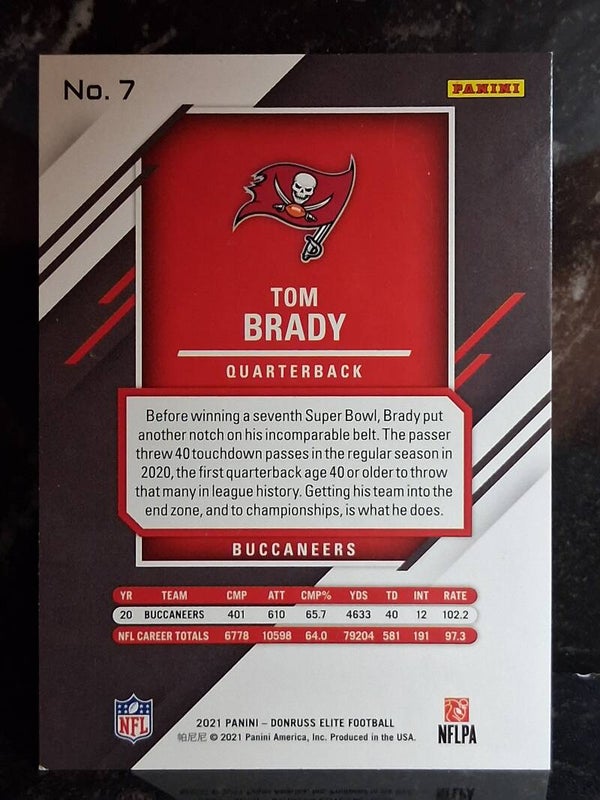 No. 7
PANINI
TOM
BRADY
QUARTERBACK
Before winning a seventh Super Bowl, Brady put
another notch on his incomparable belt. The passer
threw 40 touchdown passes in the regular season in
2020, the first quarterback age 40 or older to throw
that many in league history. Getting his team into the
end zone, and to championships, is what he does.
BUCCANEERS
YR TEAM CMP ATT CMP% YDS TD INT RATE
20 BUCCANEERS 401 610 65.7 4633 40 12 102.2
NFL CAREER TOTALS 6778 10598 64.0 79204 581 191 97.3
NFL
2021 PANINI – DONRUSS ELITE FOOTBALL
帕尼尼 © 2021 Panini America, Inc. Produced in the USA.
NFLPA